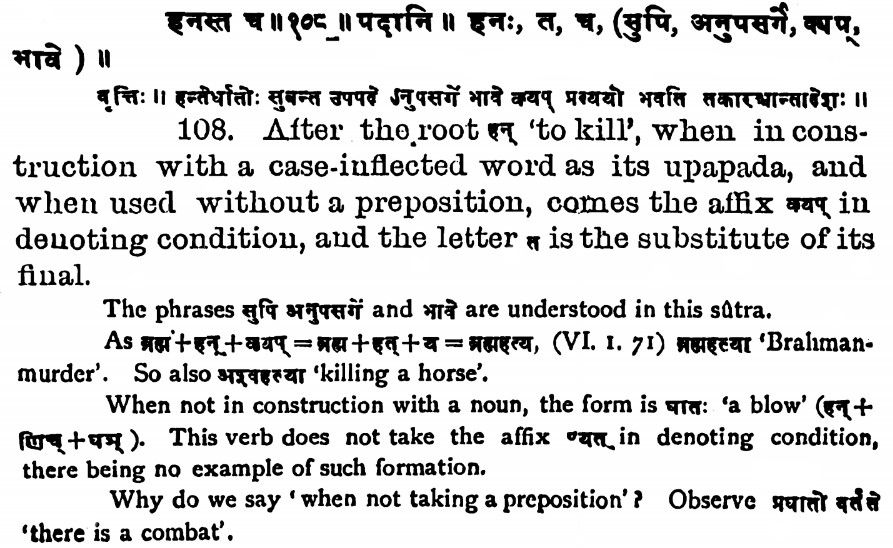 हनस्त च ॥१०८॥ पदानि ॥ हनः, त, च, (सुपि, अनुपसर्गे, क्यप्,
भावे ) ॥
वृत्तिः ॥ हन्तेर्धातोः सुबन्त उपपदे ऽनुपसर्गे भावे क्यप् प्रत्ययो भवति तकारश्चान्तादेशः ॥
108. After the root हन् ‘to kill’, when in cons-
truction with a case-inflected word as its upapada, and
when used without a preposition, comes the affix क्यप् in
denoting condition, and the letter त is the substitute of its
final.
The phrases सुपि अनुपसर्गे and भावे are understood in this sûtra.
As ब्रह्म+हन्+क्यप्=ब्रह्म+हत्+य=ब्रह्महत्य, (VI. 1. 71) ब्रह्महत्या ‘Brahman-
murder’. So also अश्वहत्या ‘killing a horse’.
When not in construction with a noun, the form is घातः ‘a blow’ (हन्+
णिच्+घञ् ). This verb does not take the affix ण्यत् in denoting condition,
there being no example of such formation.
Why do we say ‘when not taking a preposition’? Observe प्रघातो वर्तते
‘there is a combat’.